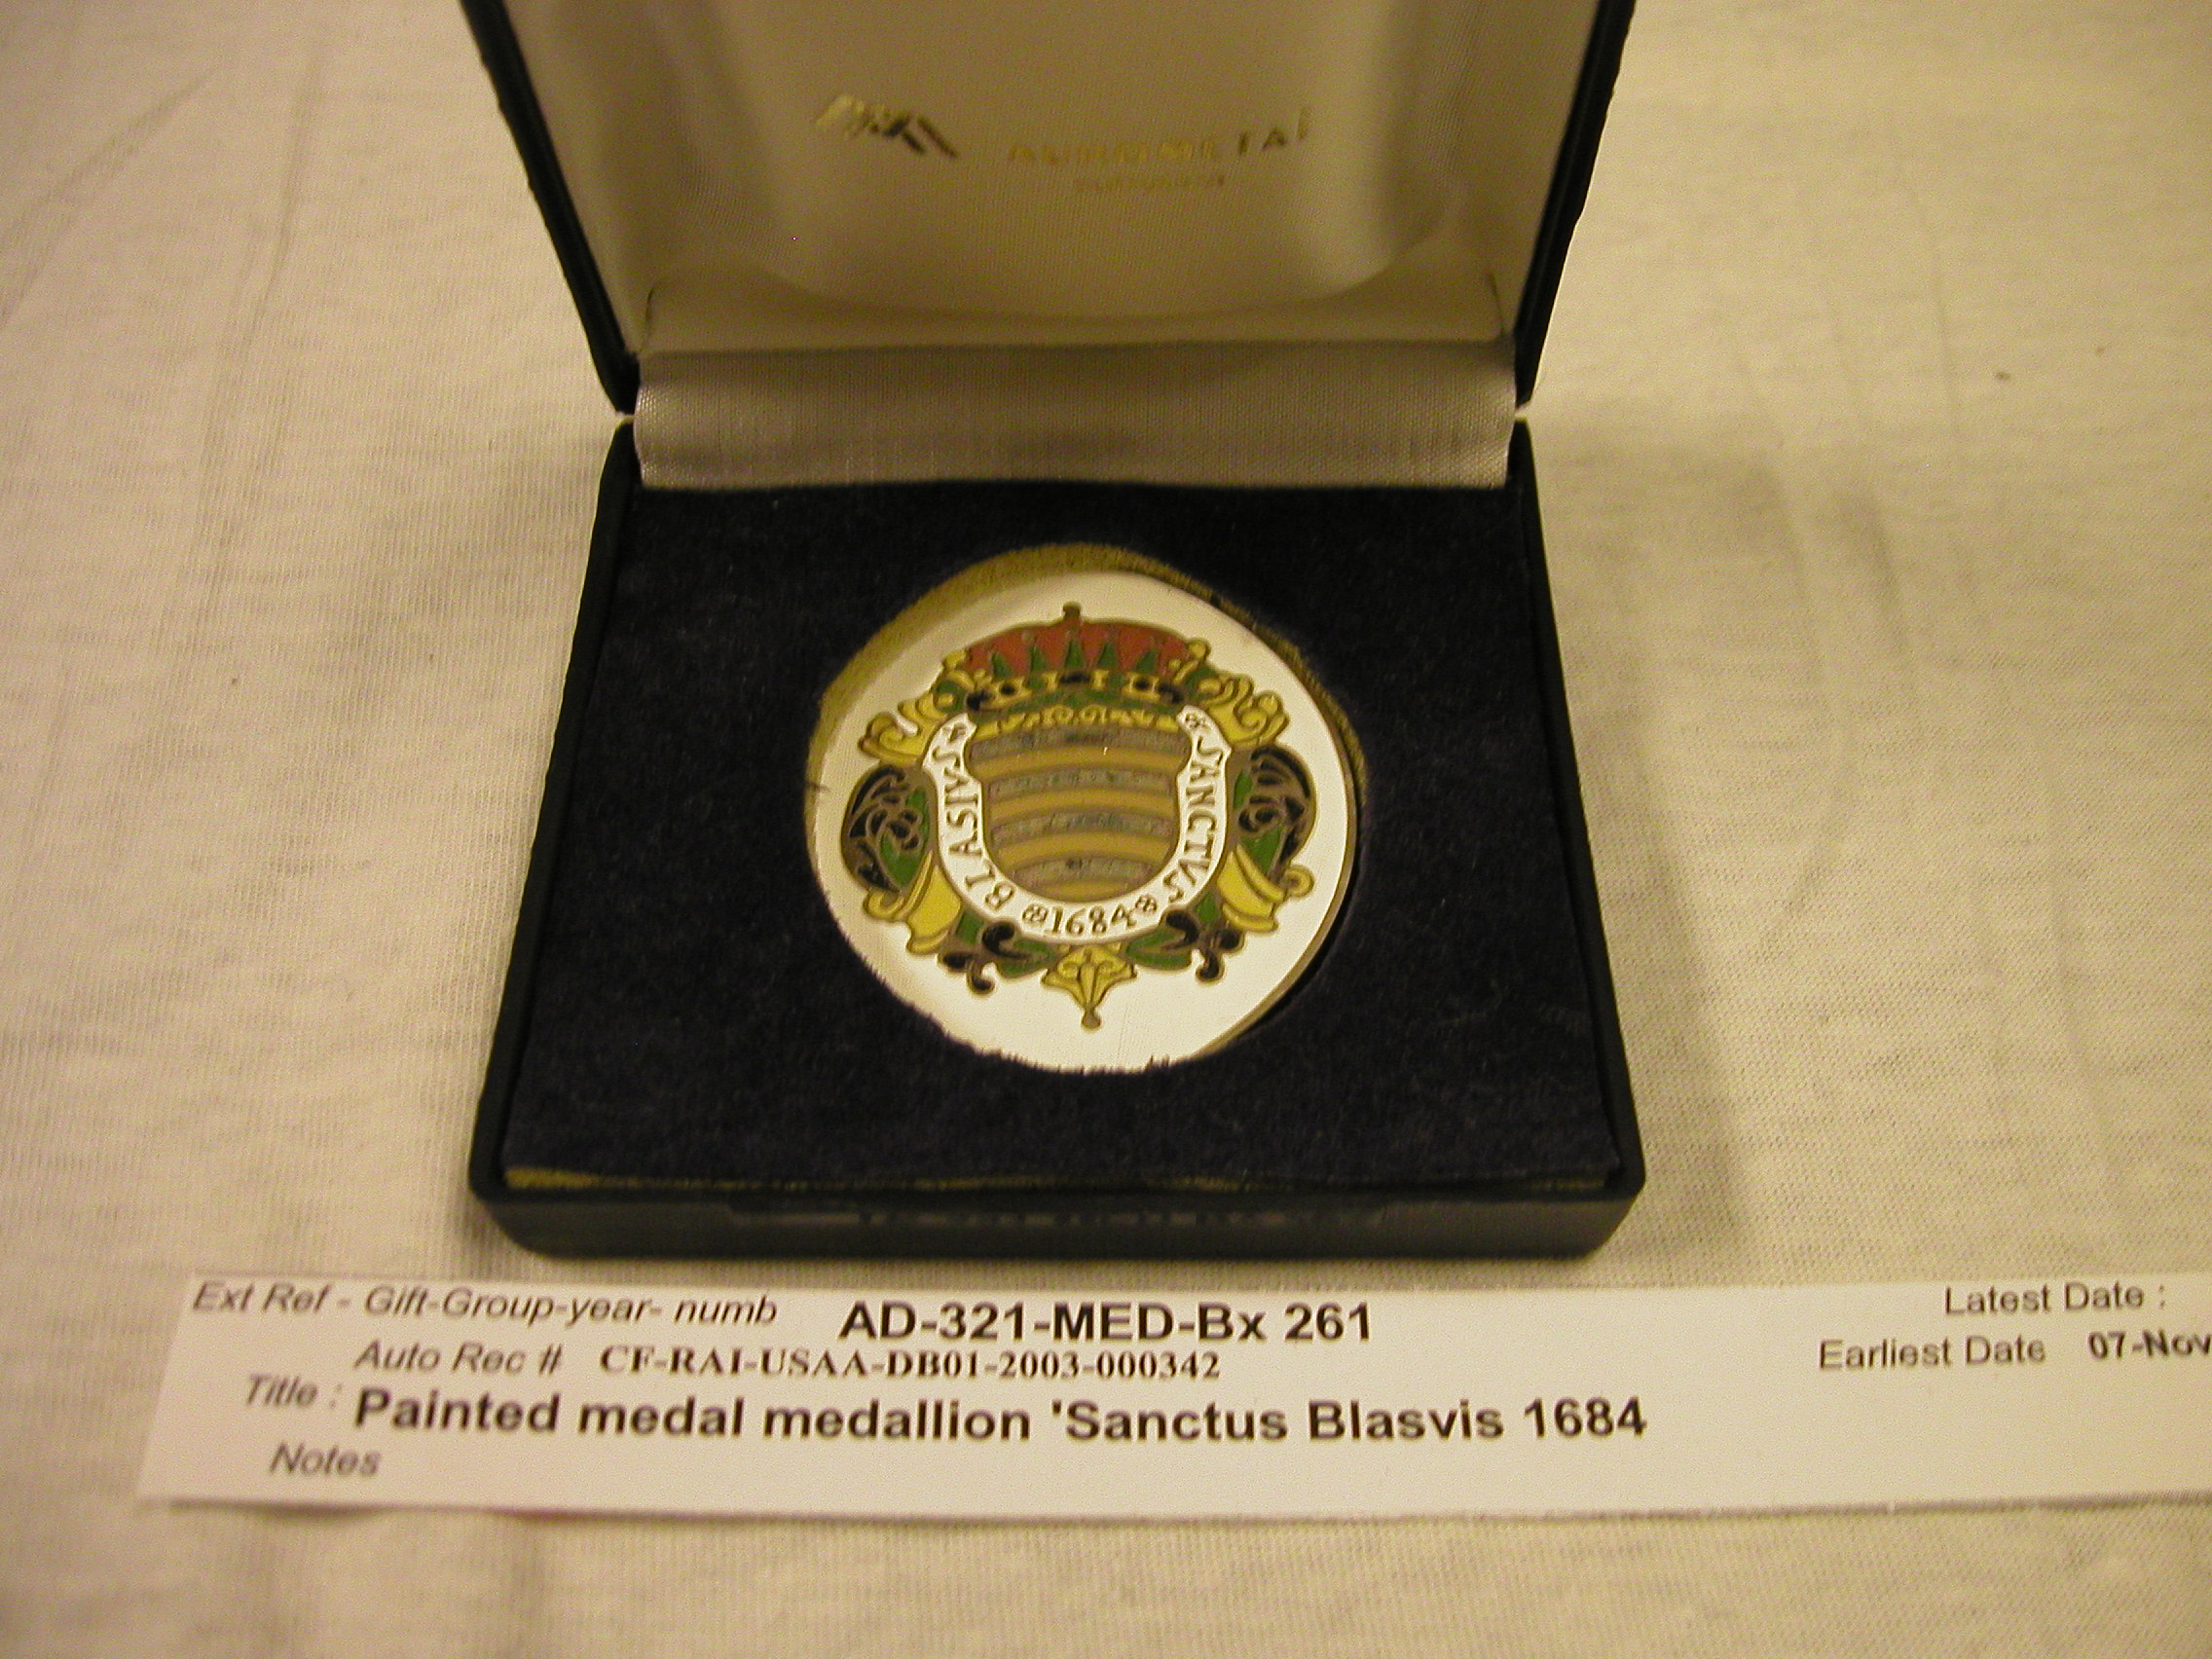 SANCTVS
BLASIVS
1684
Ext Ref - Gift-Group-year- numb AD-321-MED-Bx 261
Latest Date :
Auto Rec # CF-RAI-USAA-DB01-2003-000342
Earliest Date 07-Nov
Title : Painted medal medallion 'Sanctus Blasvis 1684
Notes